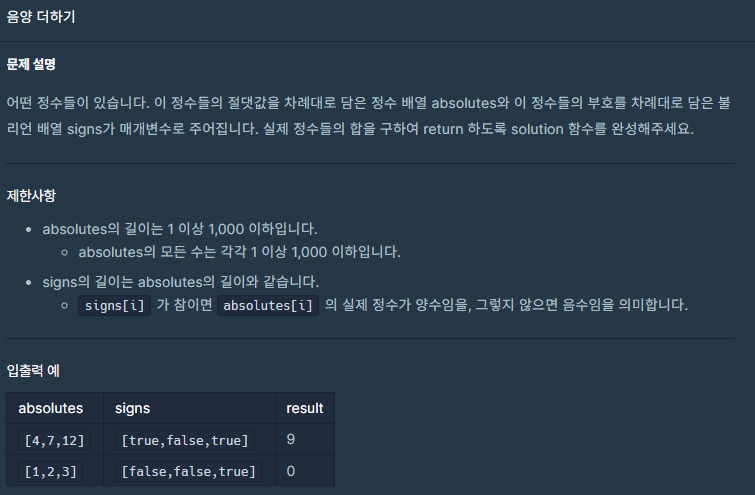 음양 더하기
문제 설명
어떤 정수들이 있습니다. 이 정수들의 절댓값을 차례대로 담은 정수 배열 absolutes와 이 정수들의 부호를 차례대로 담은 불
리언 배열 signs가 매개변수로 주어집니다. 실제 정수들의 합을 구하여 return 하도록 solution 함수를 완성해주세요.
제한사항
• absolutes의 길이는 1 이상 1,000 이하입니다.
◦ absolutes의 모든 수는 각각 1 이상 1,000 이하입니다.
• signs의 길이는 absolutes의 길이와 같습니다.
◦ signs[i] 가 참이면 absolutes[i] 의 실제 정수가 양수임을, 그렇지 않으면 음수임을 의미합니다.
입출력 예
absolutes signs result
[4,7,12] [true,false,true] 9
[1,2,3] [false,false,true] 0